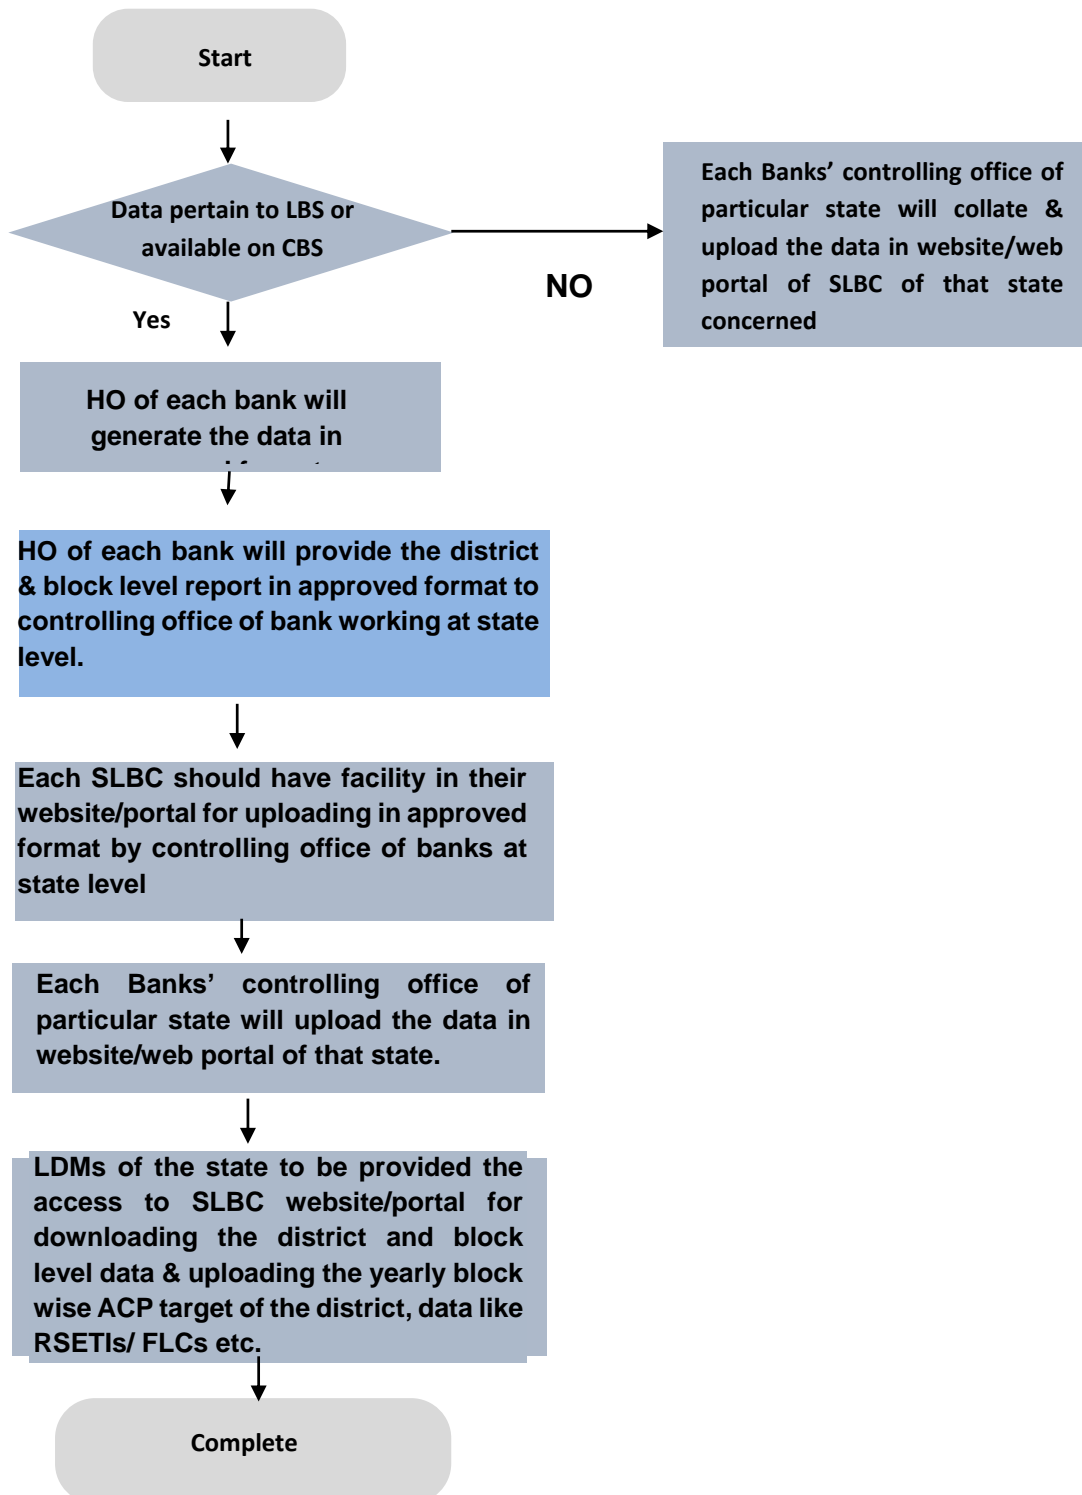 Start
Data pertain to LBS or
available on CBS
NO
Each Banks’ controlling office of
particular state will collate &
upload the data in website/web
portal of SLBC of that state
concerned
Yes
HO of each bank will
generate the data in
HO of each bank will provide the district
& block level report in approved format to
controlling office of bank working at state
level.
Each SLBC should have facility in their
website/portal for uploading in approved
format by controlling office of banks at
state level
Each Banks’ controlling office of
particular state will upload the data in
website/web portal of that state.
LDMs of the state to be provided the
access to SLBC website/portal for
downloading the district and block
level data & uploading the yearly block
wise ACP target of the district, data like
RSETIs/ FLCs etc.
Complete